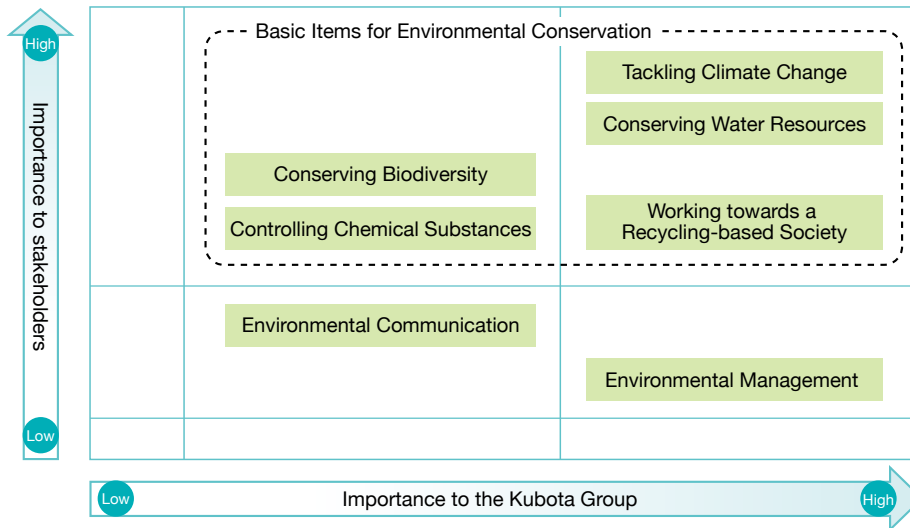 High
Importance to stakeholders
Low
Basic Items for Environmental Conservation
Tackling Climate Change
Conserving Water Resources
Conserving Biodiversity
Controlling Chemical Substances
Working towards a
Recycling-based Society
Environmental Communication
Environmental Management
Low
Importance to the Kubota Group
High